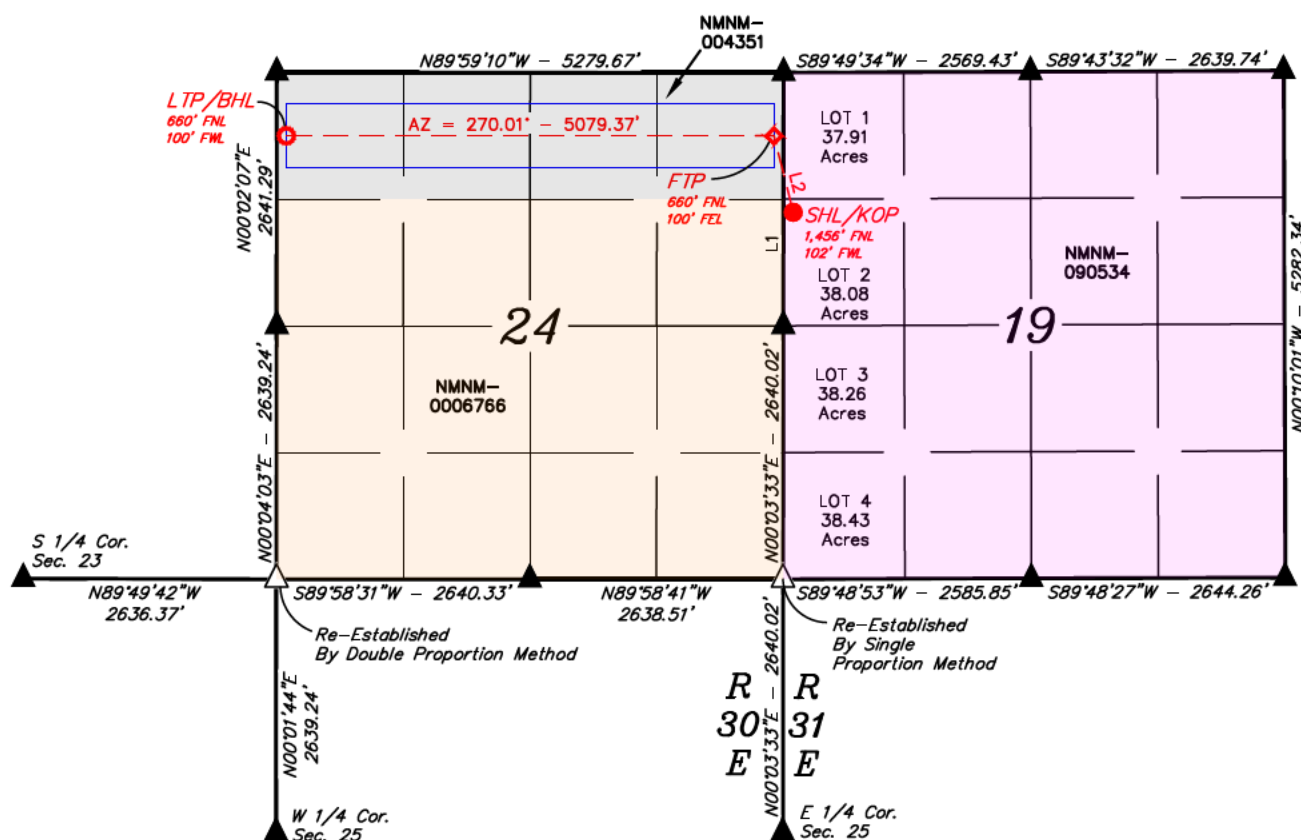 NMNM-
004351
N89°59'10"W - 5279.67'
S89°49'34"W - 2569.43'
S89°43'32"W - 2639.74'
LTP/BHL
660' FNL
100' FWL
AZ = 270.01° - 5079.37'
LOT 1
37.91
Acres
N00°02'07"E
2641.29'
FTP
660' FNL
100' FEL
L2
SHL/KOP
1,456' FNL
102' FWL
L1
NMNM-
090534
LOT 2
38.08
Acres
24
19
N00°10'01"W - 5282.34'
NMNM-
0006766
LOT 3
38.26
Acres
N00°04'03"E - 2639.24'
N00°03'33"E - 2640.02'
LOT 4
38.43
Acres
S 1/4 Cor.
Sec. 23
N89°49'42"W
2636.37'
S89°58'31"W - 2640.33'
N89°58'41"W
2638.51'
S89°48'53"W - 2585.85'
S89°48'27"W - 2644.26'
Re-Established
By Double Proportion Method
Re-Established
By Single
Proportion Method
N00°01'44"E
2639.24'
N00°03'33"E - 2640.02'
R R
30 31
E E
W 1/4 Cor.
Sec. 25
E 1/4 Cor.
Sec. 25